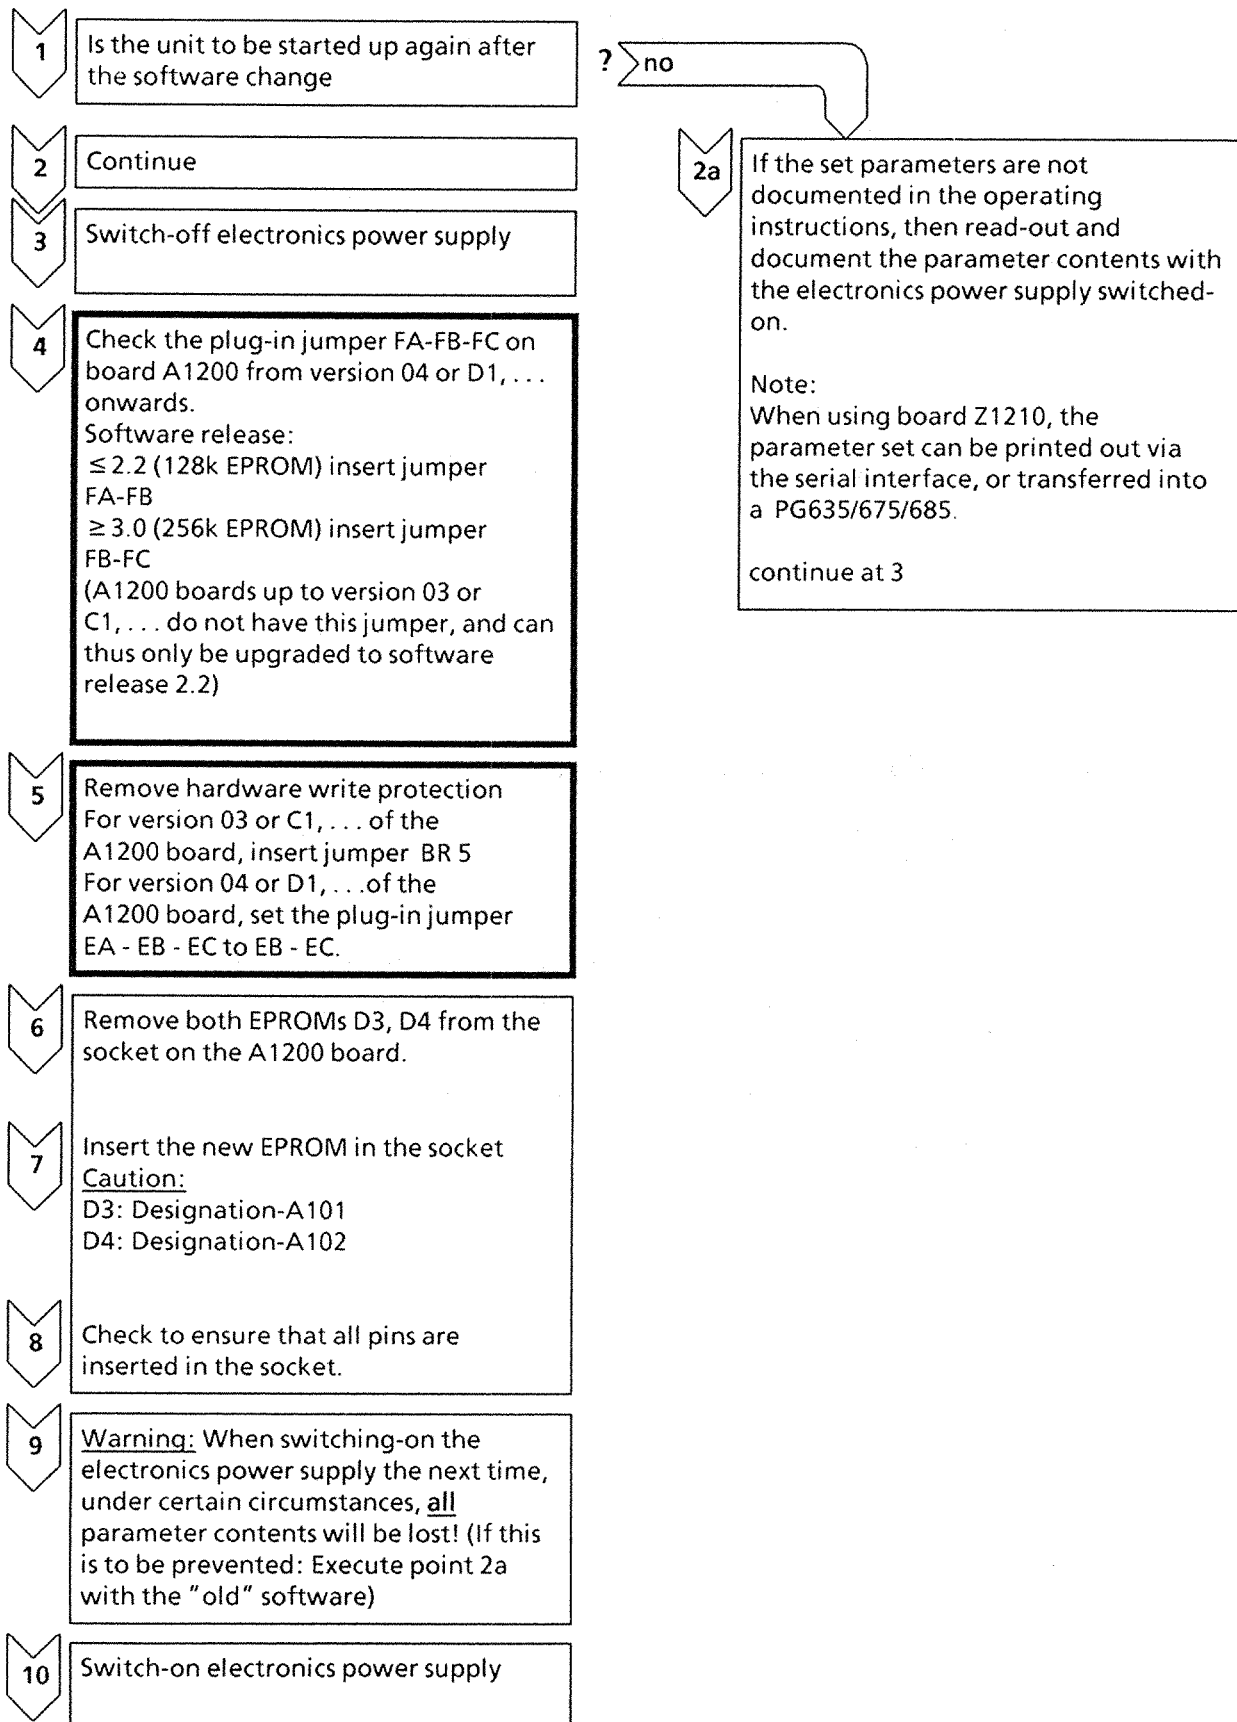 1
Is the unit to be started up again after
the software change
? no
2
Continue
3
Switch-off electronics power supply
2a
If the set parameters are not
documented in the operating
instructions, then read-out and
document the parameter contents with
the electronics power supply switched-
on.
Note:
When using board Z1210, the
parameter set can be printed out via
the serial interface, or transferred into
a PG635/675/685.
continue at 3
4
Check the plug-in jumper FA-FB-FC on
board A1200 from version 04 or D1, ...
onwards.
Software release:
≤2.2 (128k EPROM) insert jumper
FA-FB
≥3.0 (256k EPROM) insert jumper
FB-FC
(A1200 boards up to version 03 or
C1, ... do not have this jumper, and can
thus only be upgraded to software
release 2.2)
5
Remove hardware write protection
For version 03 or C1, ... of the
A1200 board, insert jumper BR 5
For version 04 or D1, ...of the
A1200 board, set the plug-in jumper
EA - EB - EC to EB - EC.
6
Remove both EPROMs D3, D4 from the
socket on the A1200 board.
7
Insert the new EPROM in the socket
Caution:
D3: Designation-A101
D4: Designation-A102
8
Check to ensure that all pins are
inserted in the socket.
9
Warning: When switching-on the
electronics power supply the next time,
under certain circumstances, all
parameter contents will be lost! (If this
is to be prevented: Execute point 2a
with the "old" software)
10
Switch-on electronics power supply